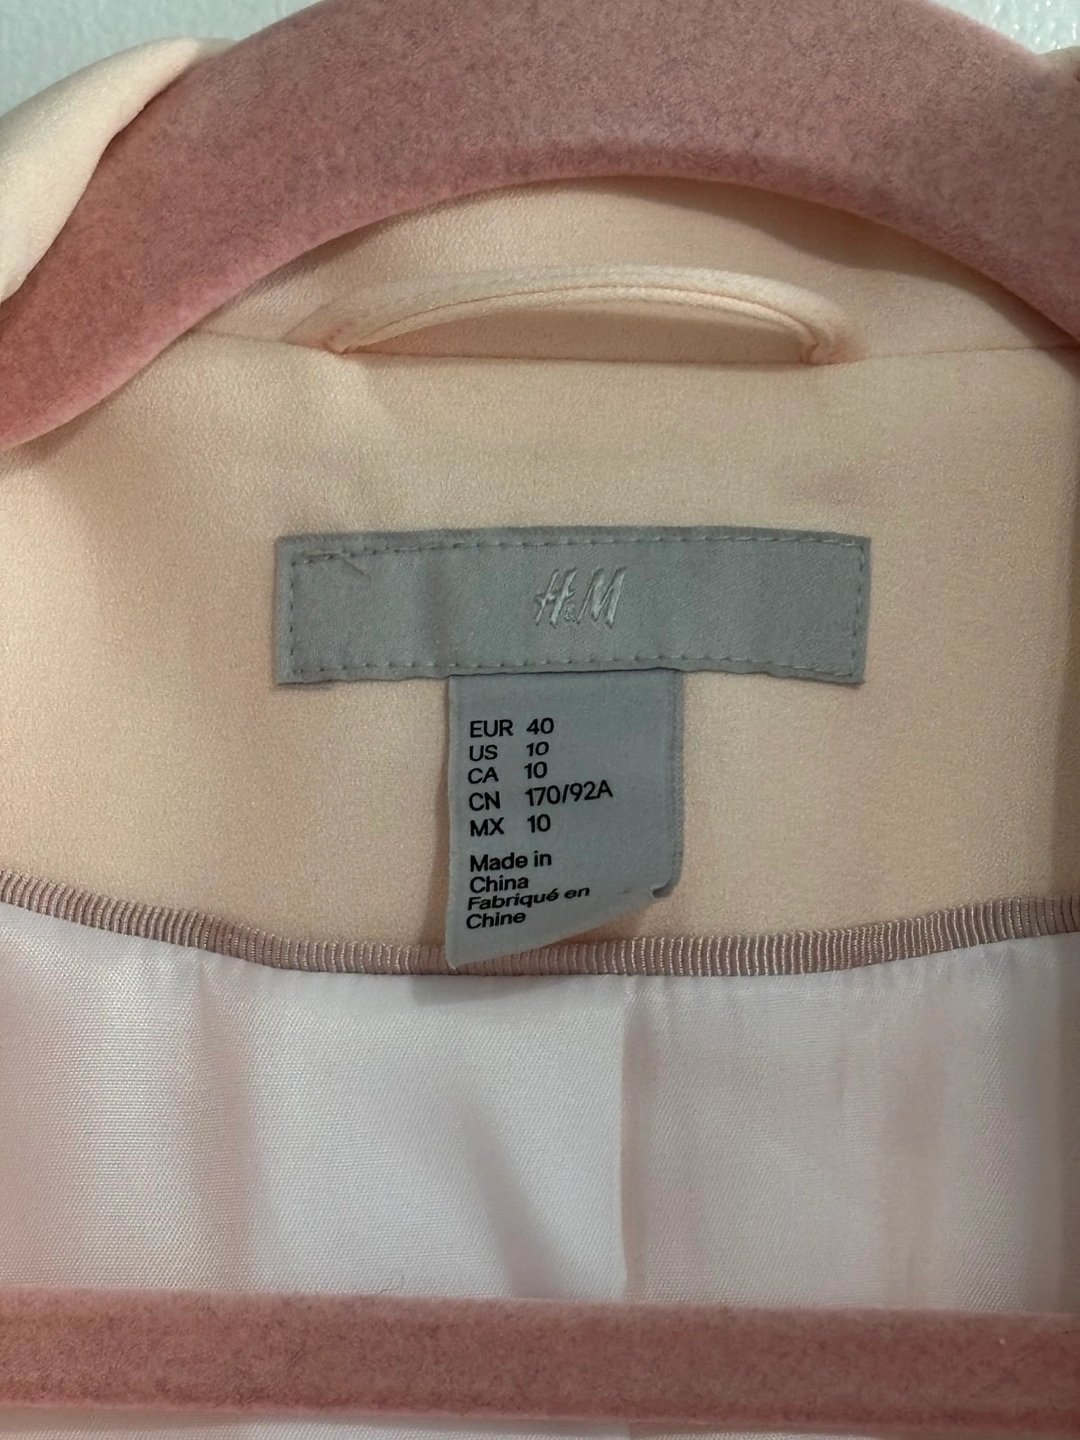 H&M
EUR 40
US 10
CA 10
CN 170/92A
MX 10
Made in
China
Fabriqué en
Chine